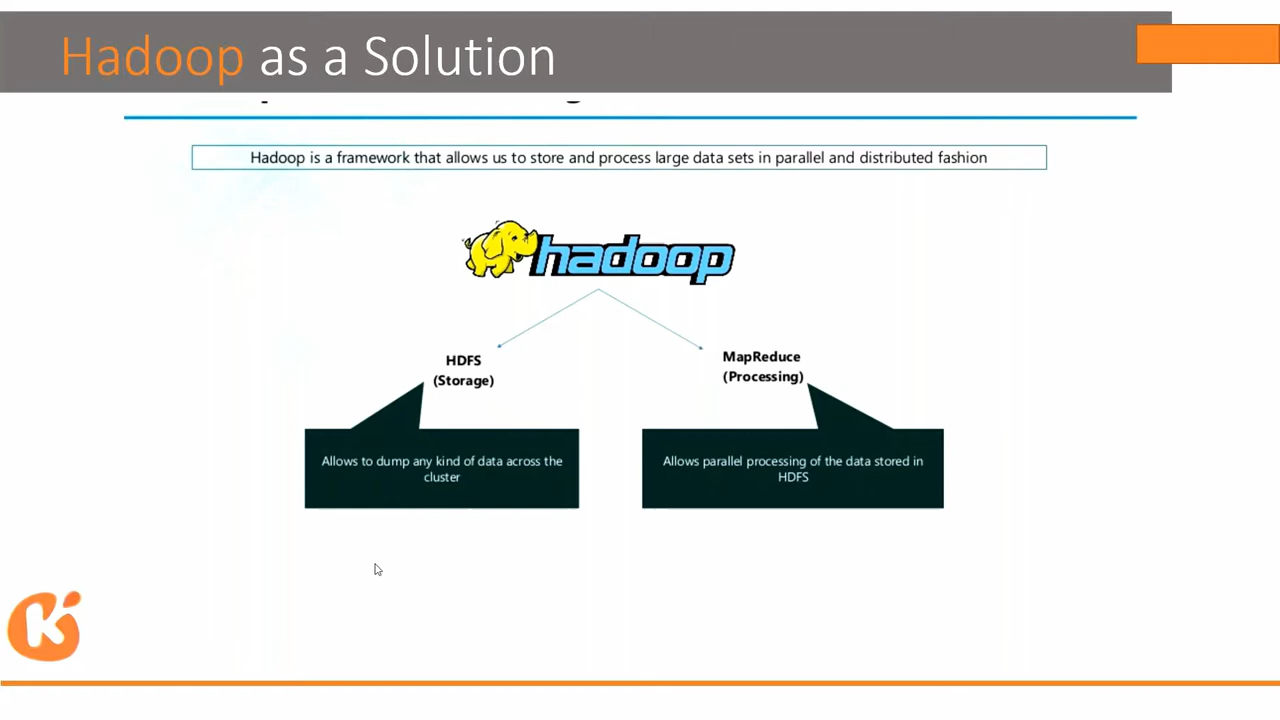 Hadoop as a Solution
Hadoop is a framework that allows us to store and process large data sets in parallel and distributed fashion
hadoop
HDFS
(Storage)
MapReduce
(Processing)
Allows to dump any kind of data across the
cluster
Allows parallel processing of the data stored in
HDFS
K